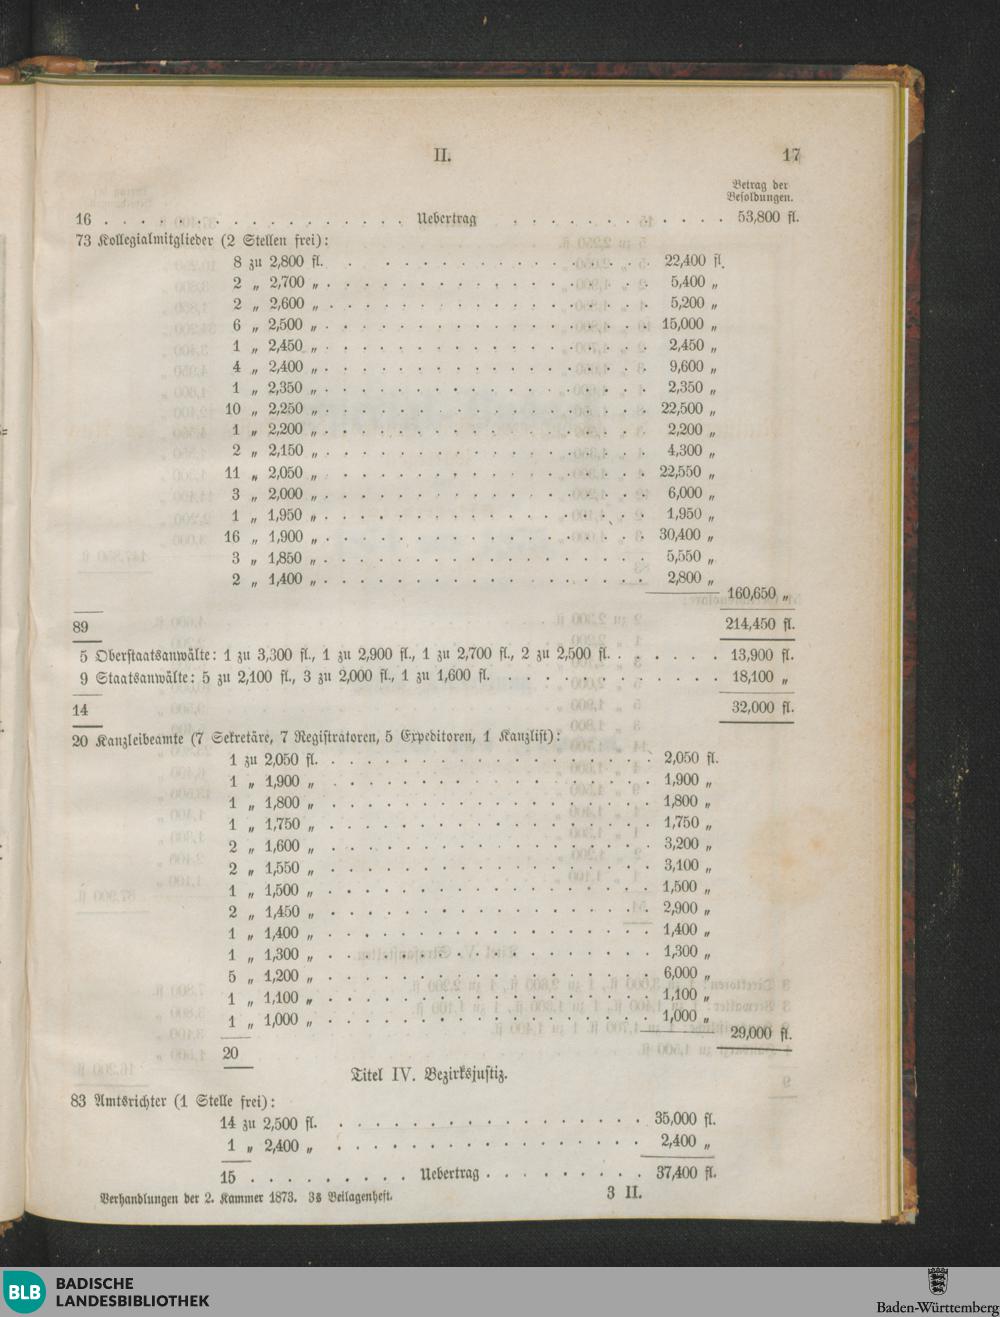 II. 17
Betrag der
Besoldungen.
16 . . . . . . . . . . . . . . . . . Uebertrag . . . . . . . . . . . . 53,800 fl.
73 Kollegialmitglieder (2 Stellen frei):
8 zu 2,800 fl. . . . . . . . . . . . . . . . . 22,400 fl.
2 „ 2,700 „ . . . . . . . . . . . . . . . . . 5,400 „
2 „ 2,600 „ . . . . . . . . . . . . . . . . . 5,200 „
6 „ 2,500 „ . . . . . . . . . . . . . . . . . 15,000 „
1 „ 2,450 „ . . . . . . . . . . . . . . . . . 2,450 „
4 „ 2,400 „ . . . . . . . . . . . . . . . . . 9,600 „
1 „ 2,350 „ . . . . . . . . . . . . . . . . . 2,350 „
10 „ 2,250 „ . . . . . . . . . . . . . . . . . 22,500 „
1 „ 2,200 „ . . . . . . . . . . . . . . . . . 2,200 „
2 „ 2,150 „ . . . . . . . . . . . . . . . . . 4,300 „
11 „ 2,050 „ . . . . . . . . . . . . . . . . . 22,550 „
3 „ 2,000 „ . . . . . . . . . . . . . . . . . 6,000 „
1 „ 1,950 „ . . . . . . . . . . . . . . . . . 1,950 „
16 „ 1,900 „ . . . . . . . . . . . . . . . . . 30,400 „
3 „ 1,850 „ . . . . . . . . . . . . . . . . . 5,550 „
2 „ 1,400 „ . . . . . . . . . . . . . . . . . 2,800 „
160,650 „
89 214,450 fl.
5 Oberstaatsanwälte: 1 zu 3,300 fl., 1 zu 2,900 fl., 1 zu 2,700 fl., 2 zu 2,500 fl. . . . . . . 13,900 fl.
9 Staatsanwälte: 5 zu 2,100 fl., 3 zu 2,000 fl., 1 zu 1,600 fl. . . . . . . . . . . . 18,100 „
14 32,000 fl.
20 Kanzleibeamte (7 Sekretäre, 7 Registratoren, 5 Expeditoren, 1 Kanzlist):
1 zu 2,050 fl. . . . . . . . . . . . . . . . . 2,050 fl.
1 „ 1,900 „ . . . . . . . . . . . . . . . . . 1,900 „
1 „ 1,800 „ . . . . . . . . . . . . . . . . . 1,800 „
1 „ 1,750 „ . . . . . . . . . . . . . . . . . 1,750 „
2 „ 1,600 „ . . . . . . . . . . . . . . . . . 3,200 „
2 „ 1,550 „ . . . . . . . . . . . . . . . . . 3,100 „
1 „ 1,500 „ . . . . . . . . . . . . . . . . . 1,500 „
2 „ 1,450 „ . . . . . . . . . . . . . . . . . 2,900 „
1 „ 1,400 „ . . . . . . . . . . . . . . . . . 1,400 „
1 „ 1,300 „ . . . . . . . . . . . . . . . . . 1,300 „
5 „ 1,200 „ . . . . . . . . . . . . . . . . . 6,000 „
1 „ 1,100 „ . . . . . . . . . . . . . . . . . 1,100 „
1 „ 1,000 „ . . . . . . . . . . . . . . . . . 1,000 „
29,000 fl.
20
Titel IV. Bezirksjustiz.
83 Amtsrichter (1 Stelle frei):
14 zu 2,500 fl. . . . . . . . . . . . . . . . . 35,000 fl.
1 „ 2,400 „ . . . . . . . . . . . . . . . . . 2,400 „
15 . . . . . . . . . Uebertrag . . . . . . . . . 37,400 fl.
Verhandlungen der 2. Kammer 1873. 3s Beilagenheft. 3 II.
BLB BADISCHE
LANDESBIBLIOTHEK
Baden-Württemberg